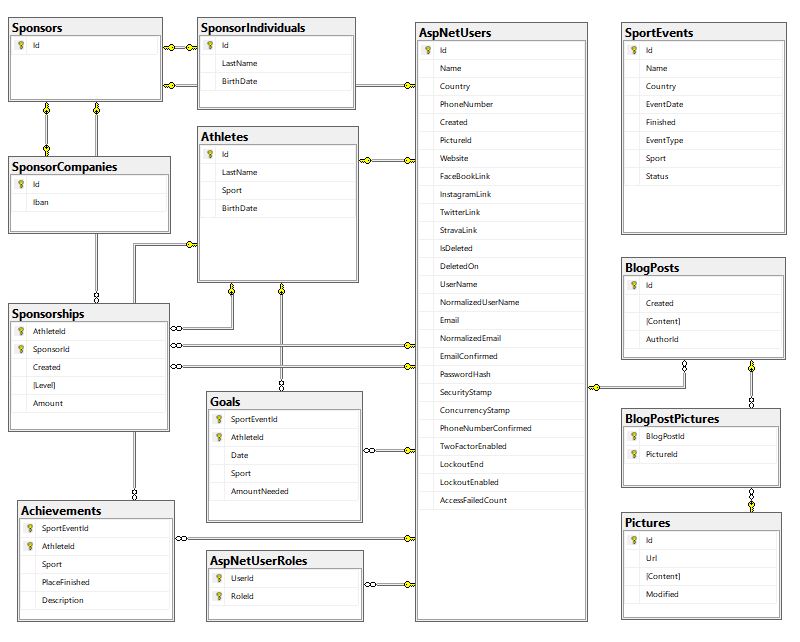 Sponsors
Id
SponsorIndividuals
Id
LastName
BirthDate
AspNetUsers
Id
Name
Country
PhoneNumber
Created
PictureId
Website
FaceBookLink
InstagramLink
TwitterLink
StravaLink
IsDeleted
DeletedOn
UserName
NormalizedUserName
Email
NormalizedEmail
EmailConfirmed
PasswordHash
SecurityStamp
ConcurrencyStamp
PhoneNumberConfirmed
TwoFactorEnabled
LockoutEnd
LockoutEnabled
AccessFailedCount
SportEvents
Id
Name
Country
EventDate
Finished
EventType
Sport
Status
Athletes
Id
LastName
Sport
BirthDate
SponsorCompanies
Id
Iban
BlogPosts
Id
Created
[Content]
AuthorId
Sponsorships
AthleteId
SponsorId
Created
[Level]
Amount
Goals
SportEventId
AthleteId
Date
Sport
AmountNeeded
BlogPostPictures
BlogPostId
PictureId
Achievements
SportEventId
AthleteId
Sport
PlaceFinished
Description
AspNetUserRoles
UserId
RoleId
Pictures
Id
Url
[Content]
Modified